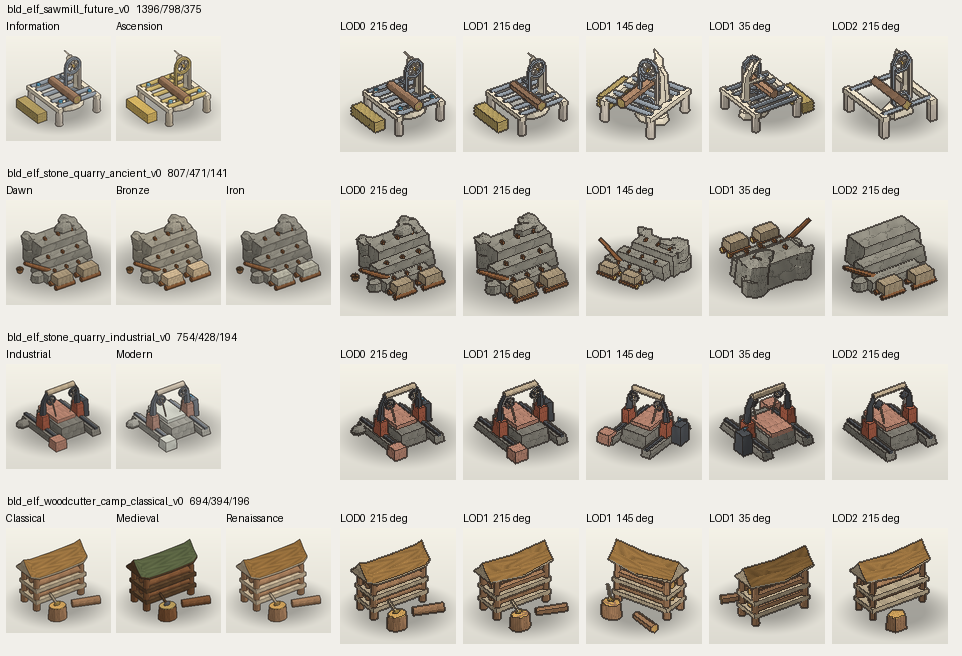 bld_elf_sawmill_future_v0 1396/798/375
Information Ascension LOD0 215 deg LOD1 215 deg LOD1 145 deg LOD1 35 deg LOD2 215 deg
bld_elf_stone_quarry_ancient_v0 807/471/141
Dawn Bronze Iron LOD0 215 deg LOD1 215 deg LOD1 145 deg LOD1 35 deg LOD2 215 deg
bld_elf_stone_quarry_industrial_v0 754/428/194
Industrial Modern LOD0 215 deg LOD1 215 deg LOD1 145 deg LOD1 35 deg LOD2 215 deg
bld_elf_woodcutter_camp_classical_v0 694/394/196
Classical Medieval Renaissance LOD0 215 deg LOD1 215 deg LOD1 145 deg LOD1 35 deg LOD2 215 deg